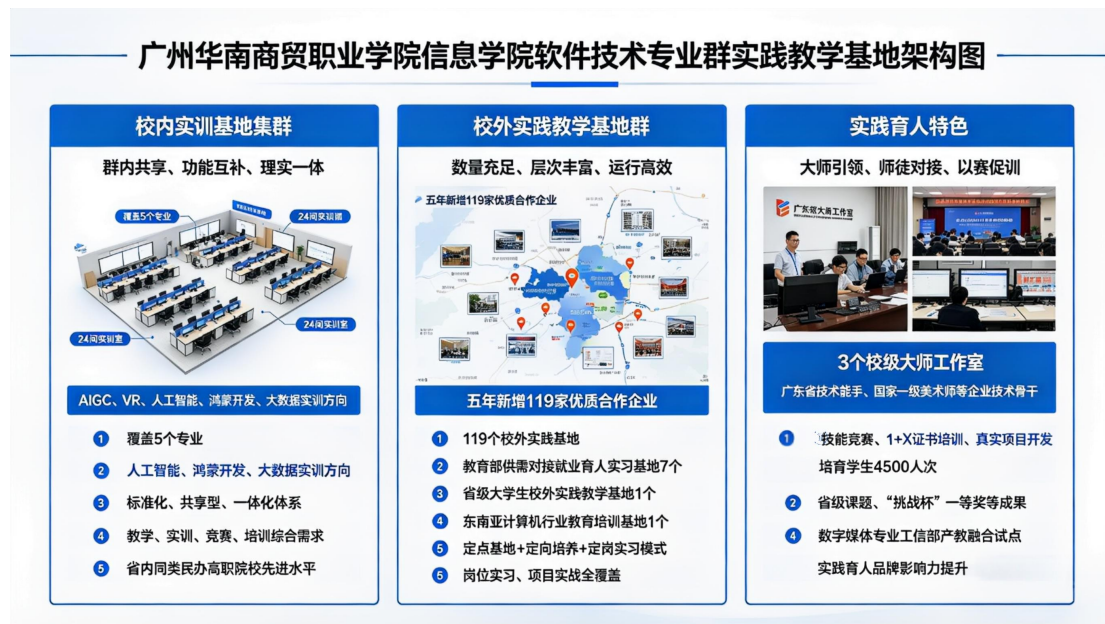 广州华南商贸职业学院信息学院软件技术专业群实践教学基地架构图
校内实训基地集群
群内共享、功能互补、理实一体
覆盖5个专业
24间实训室
24间实训室
AIGC、VR、人工智能、鸿蒙开发、大数据实训方向
1 覆盖5个专业
2 人工智能、鸿蒙开发、大数据实训方向
3 标准化、共享型、一体化体系
4 教学、实训、竞赛、培训综合需求
5 省内同类民办高职院校先进水平
校外实践教学基地群
数量充足、层次丰富、运行高效
五年新增119家优质合作企业
五年新增119家优质合作企业
1 119个校外实践基地
2 教育部供需对接就业育人实习基地7个
3 省级大学生校外实践教学基地1个
4 东南亚计算机行业教育培训基地1个
5 定点基地+定向培养+定岗实习模式
6 岗位实习、项目实战全覆盖
实践育人特色
大师引领、师徒对接、以赛促训
3个校级大师工作室
广东省技术能手、国家一级美术师等企业技术骨干
1 技能竞赛、1+X证书培训、真实项目开发
培育学生4500人次
2 省级课题、“挑战杯”一等奖等成果
4 数字媒体专业工信部产教融合试点
实践育人品牌影响力提升